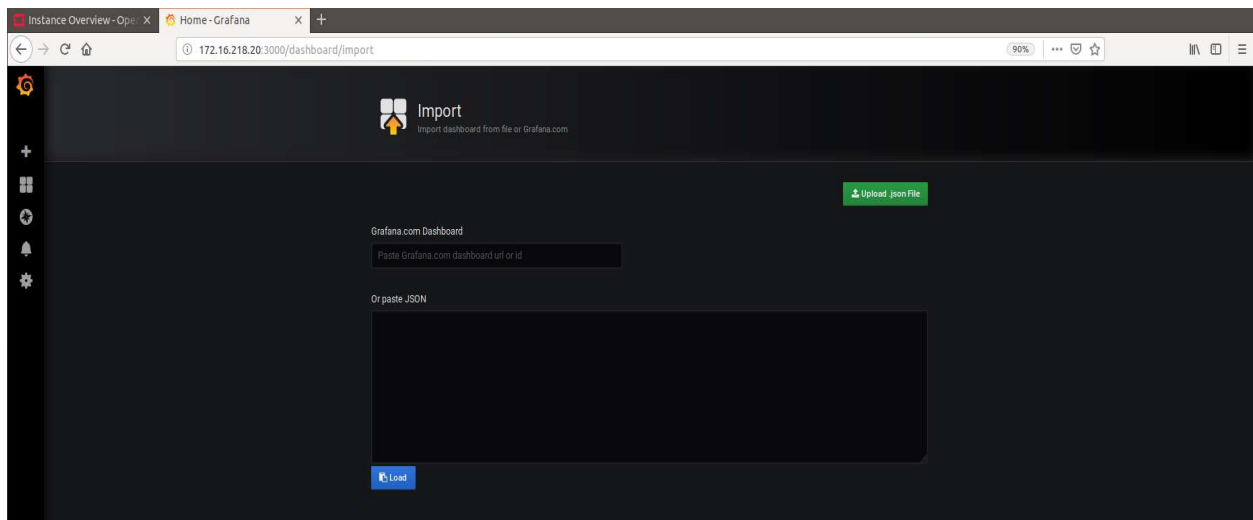 Instance Overview - Ope
Home - Grafana
172.16.218.20:3000/dashboard/import
90%
Import
Import dashboard from file or Grafana.com
Upload .json File
Grafana.com Dashboard
Paste Grafana.com dashboard url or id
Or paste JSON
Load